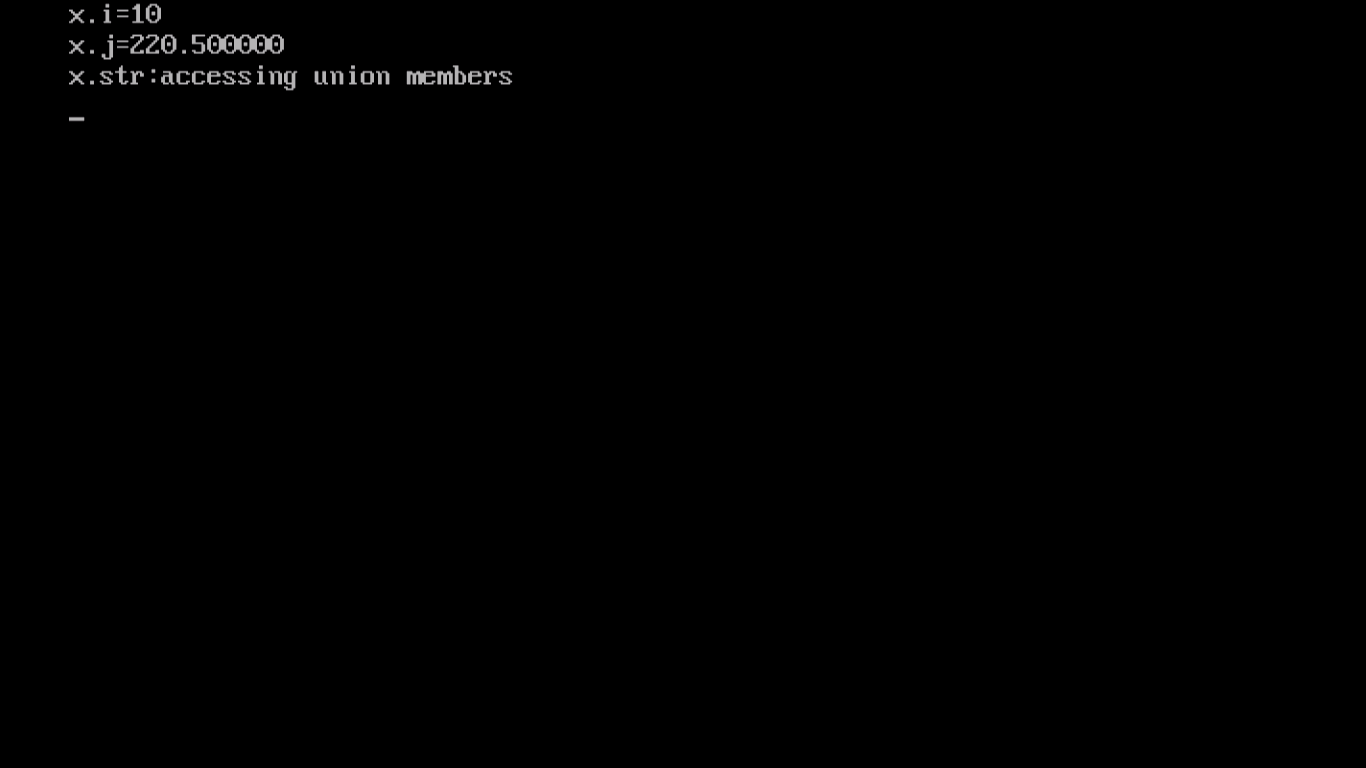 x.i=10
x.j=220.500000
x.str:accessing union members
_